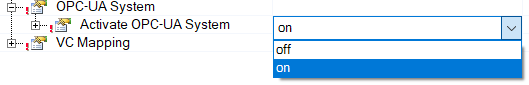 OPC-UA System
Activate OPC-UA System
on
VC Mapping
off
on